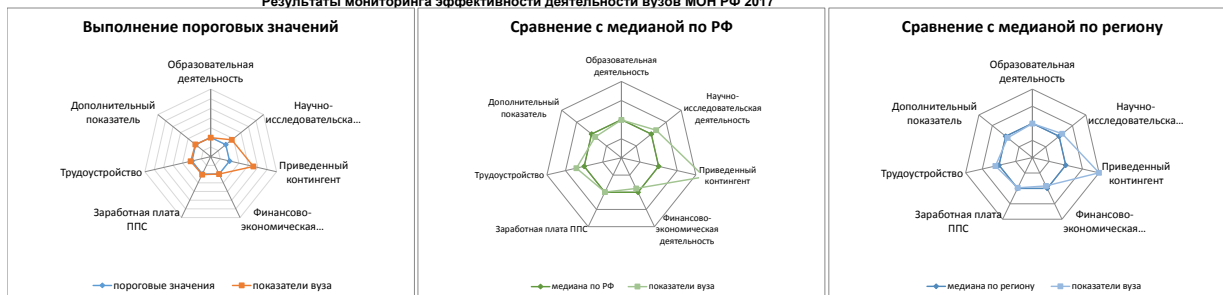 Результаты мониторинга эффективности деятельности вузов МОН РФ 2017
Выполнение пороговых значений
Образовательная
деятельность
Дополнительный
показатель
Научно-
исследовательска...
Трудоустройство
Приведенный
контингент
Заработная плата
ППС
Финансово-
экономическая...
пороговые значения
показатели вуза
Сравнение с медианой по РФ
Образовательная
деятельность
Дополнительный
показатель
Научно-
исследовательская
деятельность
Трудоустройство
Приведенный
контингент
Заработная плата ППС
Финансово-
экономическая
деятельность
медиана по РФ
показатели вуза
Сравнение с медианой по региону
Образовательная
деятельность
Дополнительный
показатель
Научно-
исследовательска...
Трудоустройство
Приведенный
контингент
Заработная плата
ППС
Финансово-
экономическая...
медиана по региону
показатели вуза